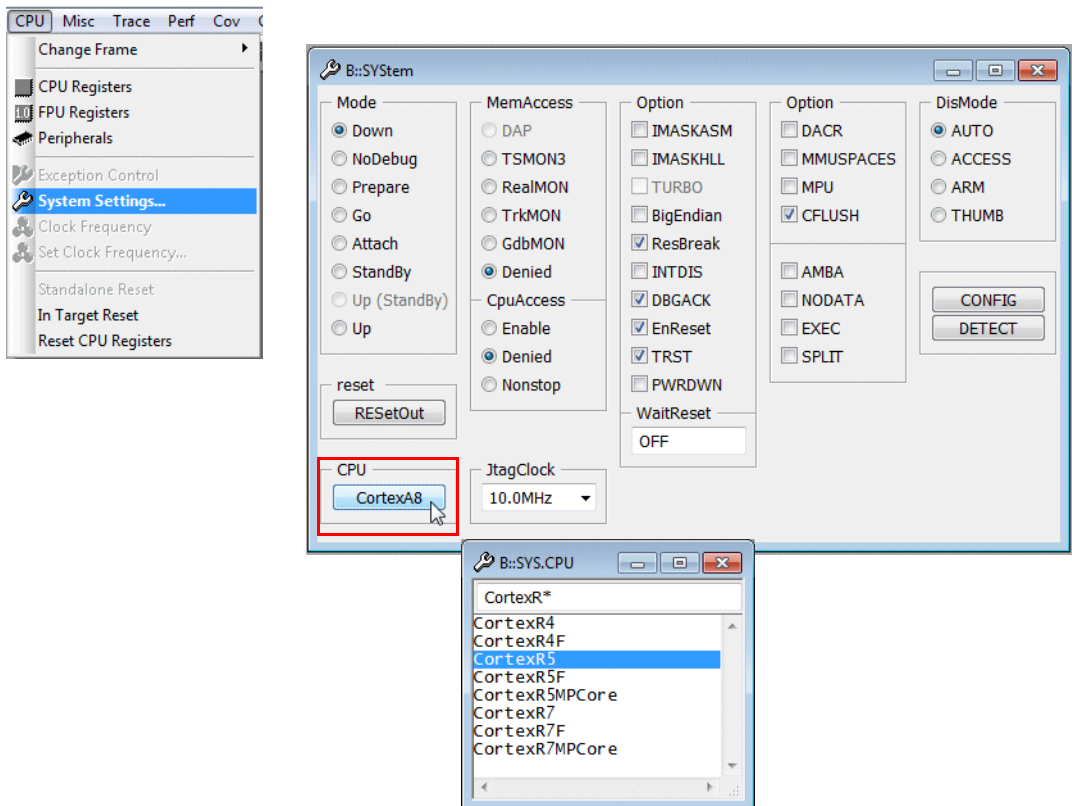 CPU Misc Trace Perf Cov
Change Frame
CPU Registers
1.0 FPU Registers
Peripherals
Exception Control
System Settings...
Clock Frequency
Set Clock Frequency...
Standalone Reset
In Target Reset
Reset CPU Registers
B::SYStem
Mode
Down
NoDebug
Prepare
Go
Attach
StandBy
Up (StandBy)
Up
reset
RESetOut
CPU
CortexA8
MemAccess
DAP
TSMON3
RealMON
TrkMON
GdbMON
Denied
CpuAccess
Enable
Denied
Nonstop
JtagClock
10.0MHz
Option
IMASKASM
IMASKHLL
TURBO
BigEndian
ResBreak
INTDIS
DBGACK
EnReset
TRST
PWRDWN
WaitReset
OFF
Option
DACR
MMUSPACES
MPU
CFLUSH
AMBA
NODATA
EXEC
SPLIT
DisMode
AUTO
ACCESS
ARM
THUMB
CONFIG
DETECT
B::SYS.CPU
CortexR*
CortexR4
CortexR4F
CortexR5
CortexR5F
CortexR5MPCore
CortexR7
CortexR7F
CortexR7MPCore